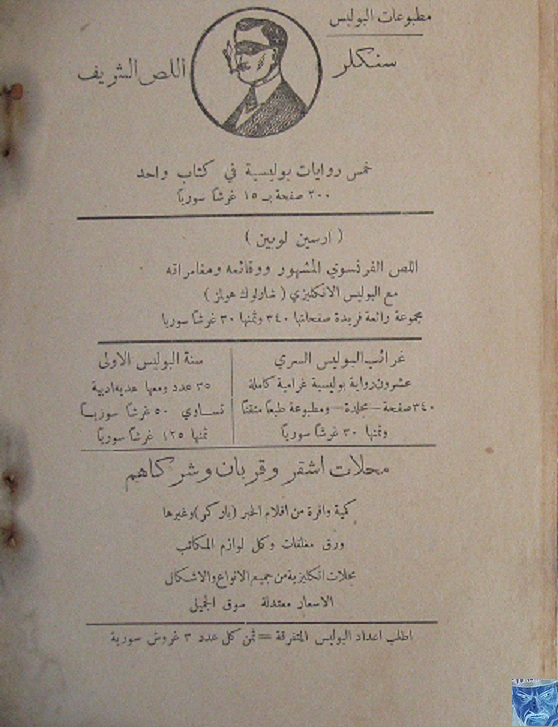 مطبوعات البوليس
سنكلر
اللص الشريف
خمس روايات بوليسية في كتاب واحد
٣٠٠ صفحة بـ ١٥ غرشاً سورياً
( ارسين لوبين )
اللص الفرنسوي المشهور ووقائعه ومغامراته
مع البوليس الانكليزي ( شارلوك هولمز )
مجموعة رائعة فريدة صفحاتها ٣٤٠ وثمنها ٣٠ غرشاً سوريا
غرائب البوليس السري
عشرون رواية بوليسية غرامية كاملة
٣٤٠ صفحة — مجلدة — ومطبوعة طبعاً متقناً
وثمنها ٣٠ غرشاً سورياً
سنة البوليس الاولى
٣٥ عدد ومعها هدية ادبية
تساوي ٥٠ غرشاً سورياً
ثمنها ١٢٥ غرشاً سورياً
محلات اشقر وقربان وشركاهم
كمية وافرة من اقلام الحبر (باركر) وغيرها
ورق مغلفات وكل لوازم المكاتب
مجلات انكليزية من جميع الانواع والاشكال
الاسعار معتدلة سوق الجميل
اطلب اعداد البوليس المتفرقة = ثمن كل عدد ٣ غروش سورية